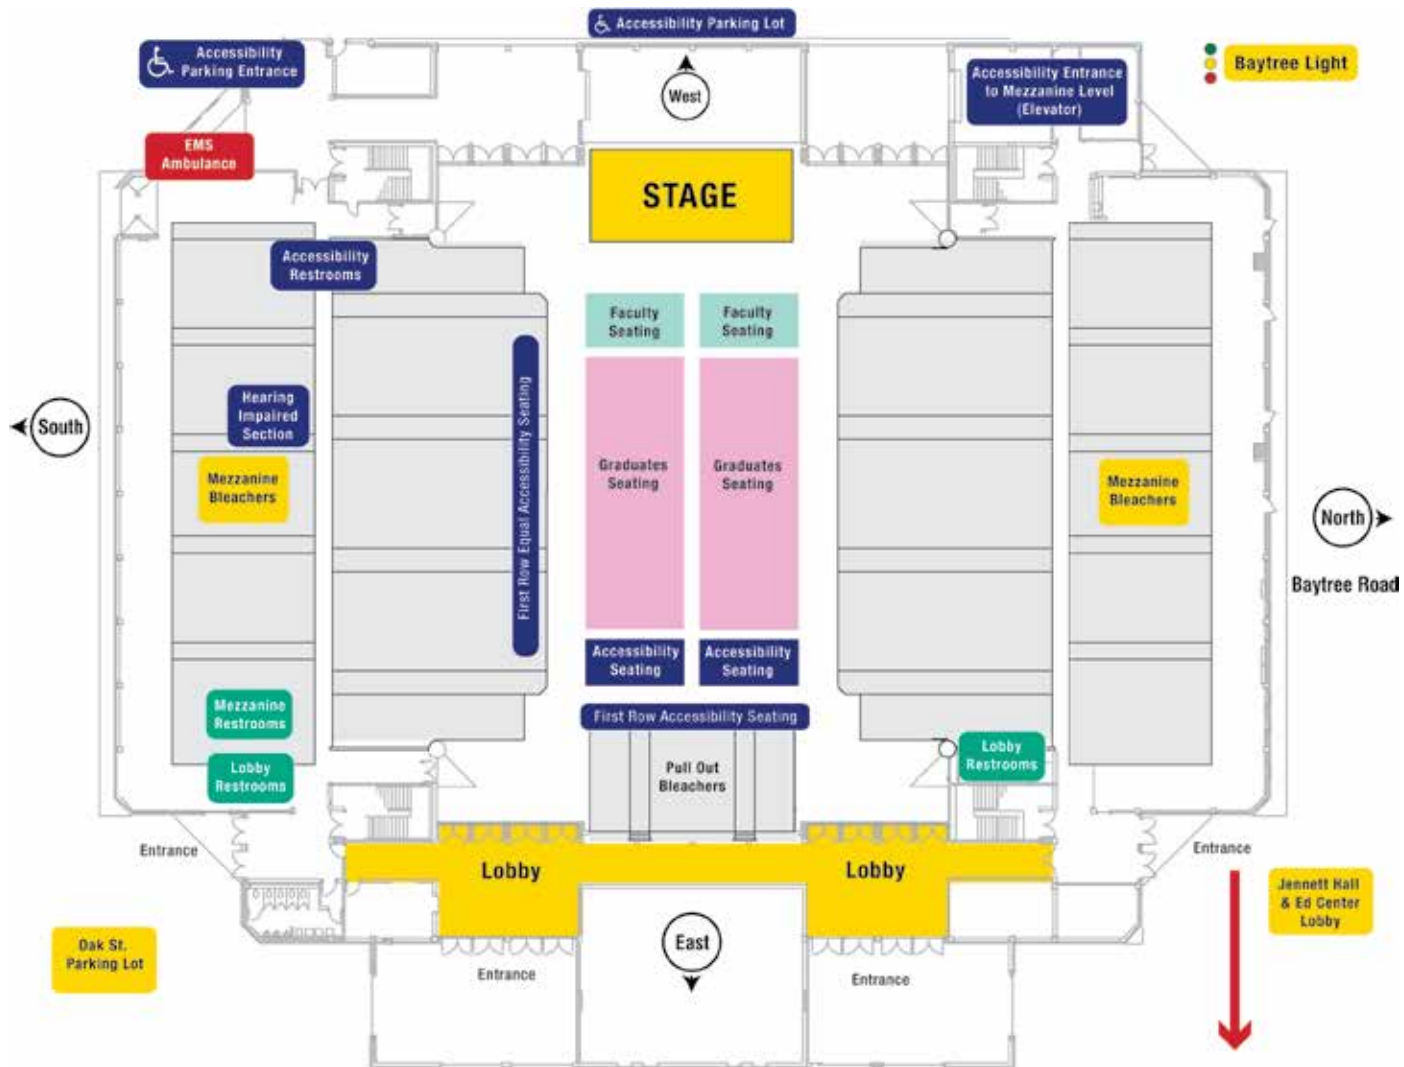 Accessibility Parking Lot
Accessibility
Parking Entrance
West
Accessibility Entrance
to Mezzanine Level
(Elevator)
Baytree Light
EMS
Ambulance
STAGE
Accessibility
Restrooms
Faculty
Seating
Faculty
Seating
First Row Equal Accessibility Seating
Hearing
Impaired
Section
South
Mezzanine
Bleachers
Graduates
Seating
Graduates
Seating
Mezzanine
Bleachers
North
Baytree Road
Accessibility
Seating
Accessibility
Seating
Mezzanine
Restrooms
First Row Accessibility Seating
Lobby
Restrooms
Pull Out
Bleachers
Lobby
Restrooms
Entrance
Lobby
Lobby
Entrance
Jennett Hall
& Ed Center
Lobby
Oak St.
Parking Lot
East
Entrance
Entrance